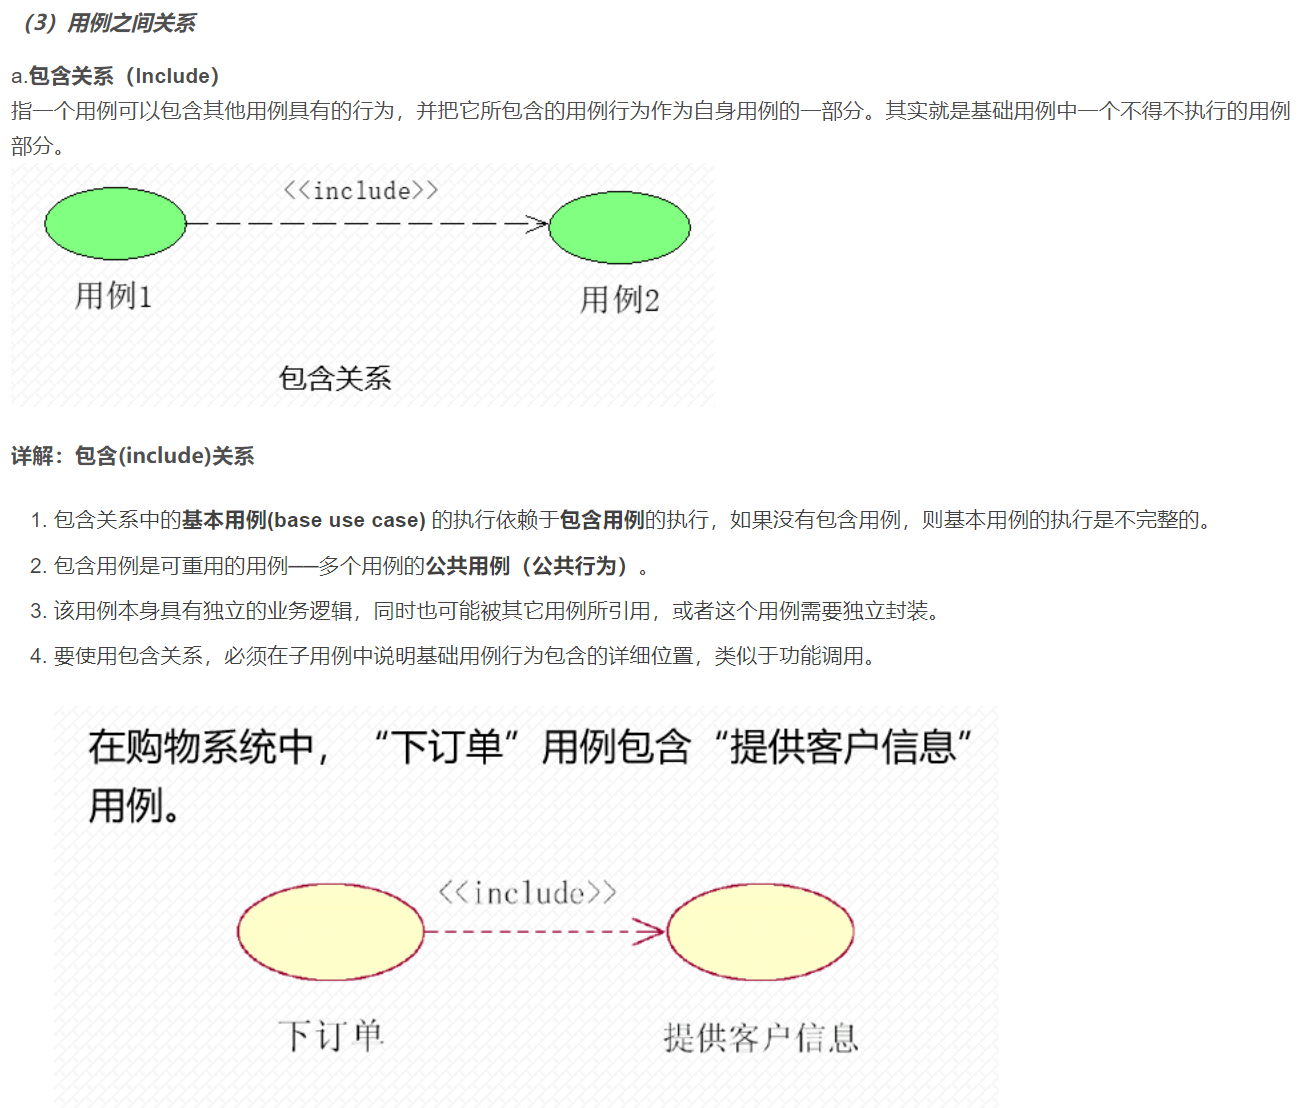 （3）用例之间关系
a.包含关系（Include）
指一个用例可以包含其他用例具有的行为，并把它所包含的用例行为作为自身用例的一部分。其实就是基础用例中一个不得不执行的用例
部分。
<<include>>
用例1
用例2
包含关系
详解：包含(include)关系
1. 包含关系中的基本用例(base use case) 的执行依赖于包含用例的执行，如果没有包含用例，则基本用例的执行是不完整的。
2. 包含用例是可重用的用例──多个用例的公共用例（公共行为）。
3. 该用例本身具有独立的业务逻辑，同时也可能被其它用例所引用，或者这个用例需要独立封装。
4. 要使用包含关系，必须在子用例中说明基础用例行为包含的详细位置，类似于功能调用。
在购物系统中，“下订单”用例包含“提供客户信息”
用例。
<<include>>
下订单
提供客户信息